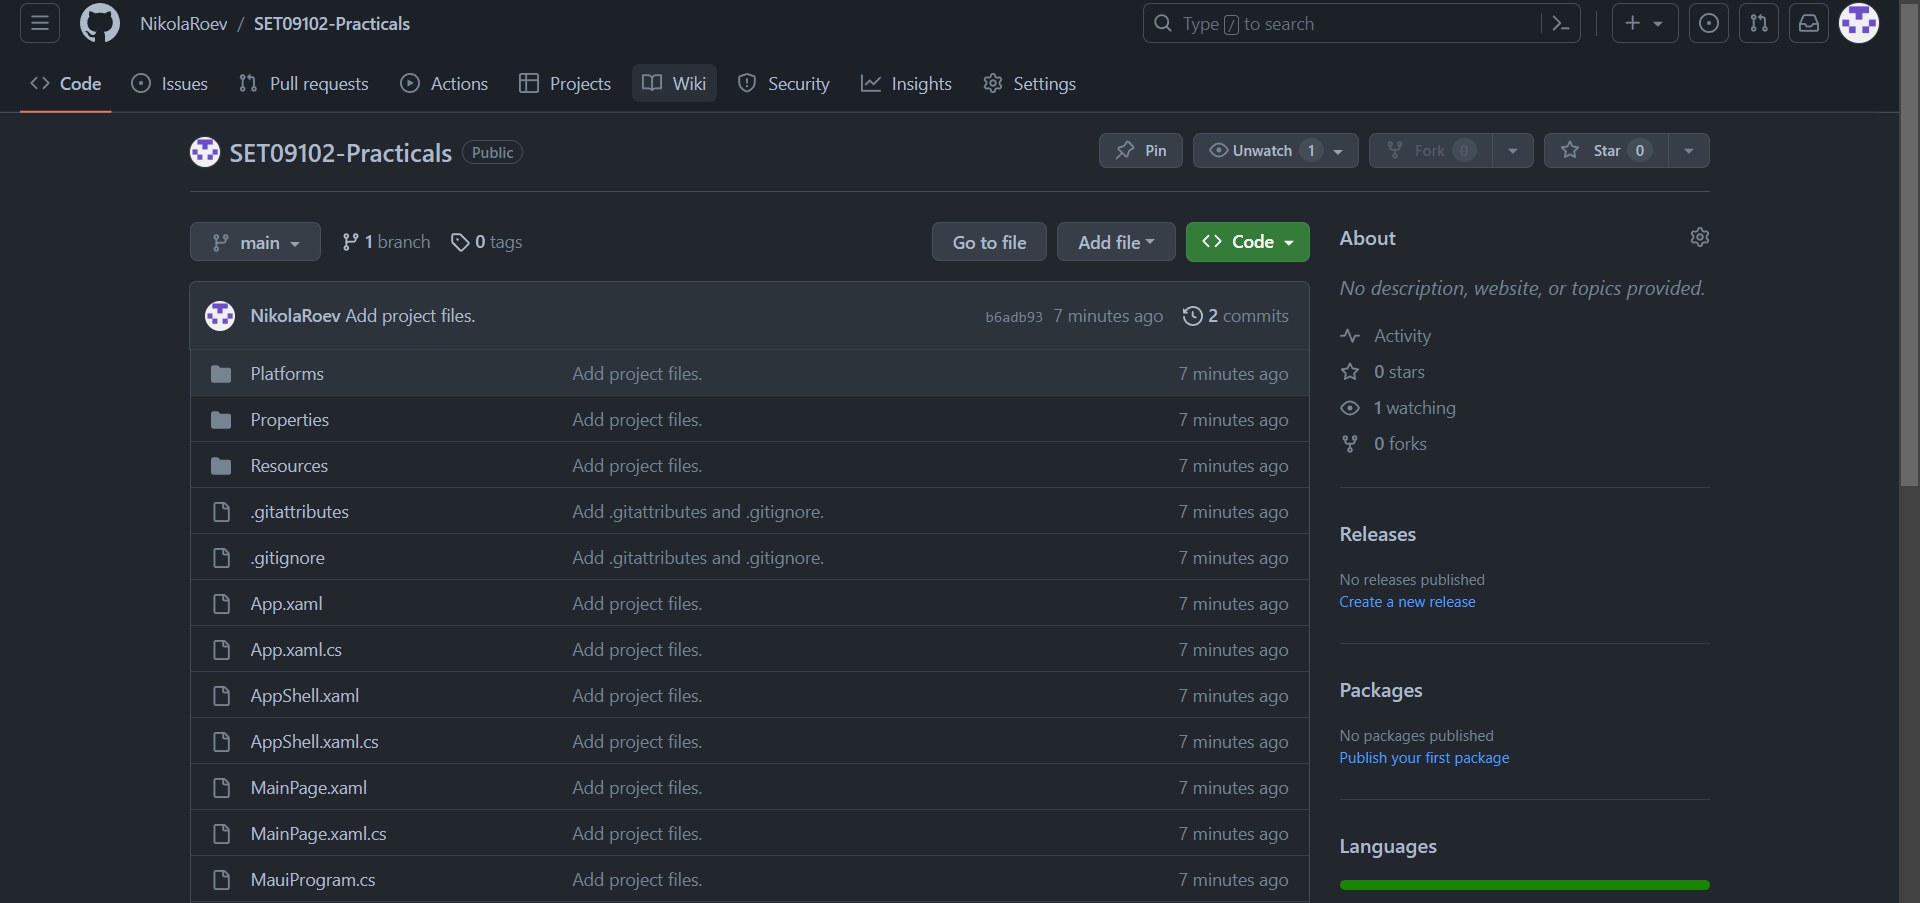 NikolaRoev / SET09102-Practicals
Type / to search
Code Issues Pull requests Actions Projects Wiki Security Insights Settings
SET09102-Practicals Public
Pin Unwatch 1 Fork 0 Star 0
main 1 branch 0 tags
Go to file Add file Code
NikolaRoev Add project files. b6adb93 7 minutes ago 2 commits
Platforms Add project files. 7 minutes ago
Properties Add project files. 7 minutes ago
Resources Add project files. 7 minutes ago
.gitattributes Add .gitattributes and .gitignore. 7 minutes ago
.gitignore Add .gitattributes and .gitignore. 7 minutes ago
App.xaml Add project files. 7 minutes ago
App.xaml.cs Add project files. 7 minutes ago
AppShell.xaml Add project files. 7 minutes ago
AppShell.xaml.cs Add project files. 7 minutes ago
MainPage.xaml Add project files. 7 minutes ago
MainPage.xaml.cs Add project files. 7 minutes ago
MauiProgram.cs Add project files. 7 minutes ago
About
No description, website, or topics provided.
Activity
0 stars
1 watching
0 forks
Releases
No releases published
Create a new release
Packages
No packages published
Publish your first package
Languages